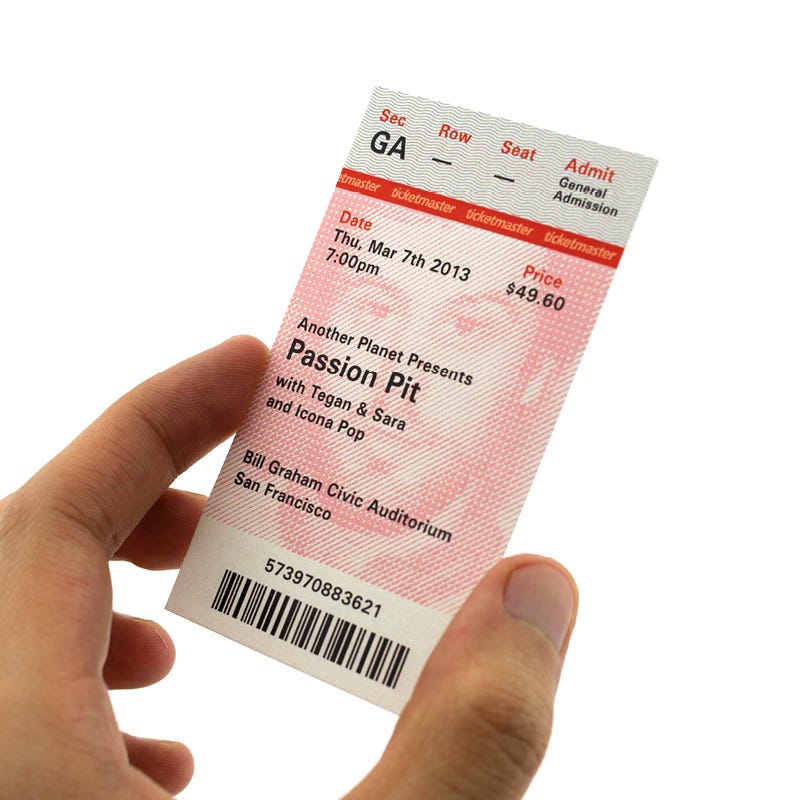 Sec Row Seat Admit
GA — — General
Admission
etmaster ticketmaster ticketmaster ticketmaster
Date
Thu, Mar 7th 2013
7:00pm
Price
$49.60
Another Planet Presents
Passion Pit
with Tegan & Sara
and Icona Pop
Bill Graham Civic Auditorium
San Francisco
573970883621